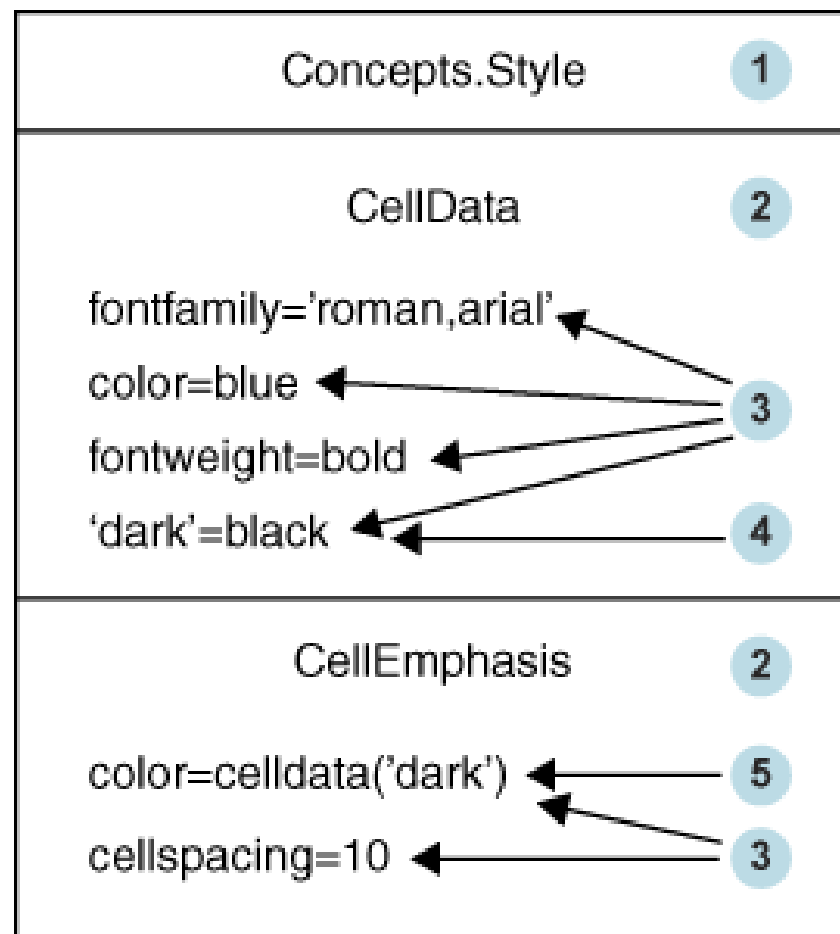 Concepts.Style 1
CellData 2
fontfamily=’roman,arial’
color=blue
3
fontweight=bold
‘dark’=black 4
CellEmphasis 2
color=celldata(’dark’) 5
cellspacing=10 3